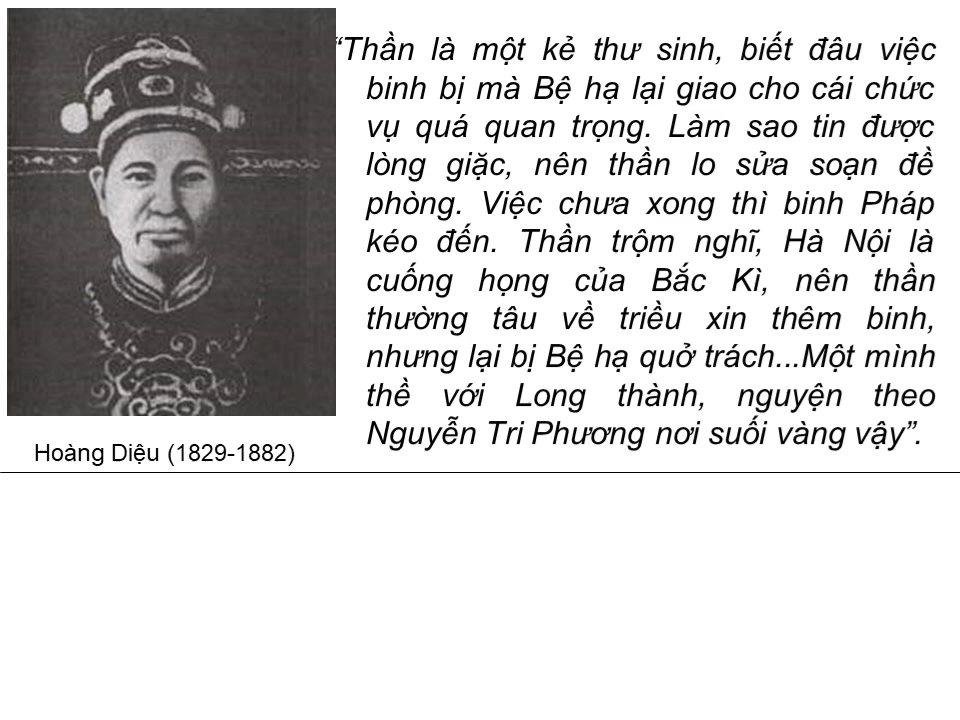 “Thần là một kẻ thư sinh, biết đâu việc
binh bị mà Bệ hạ lại giao cho cái chức
vụ quá quan trọng. Làm sao tin được
lòng giặc, nên thần lo sửa soạn đề
phòng. Việc chưa xong thì binh Pháp
kéo đến. Thần trộm nghĩ, Hà Nội là
cuống họng của Bắc Kì, nên thần
thường tâu về triều xin thêm binh,
nhưng lại bị Bệ hạ quở trách...Một mình
thề với Long thành, nguyện theo
Nguyễn Tri Phương nơi suối vàng vậy”.
Hoàng Diệu (1829-1882)